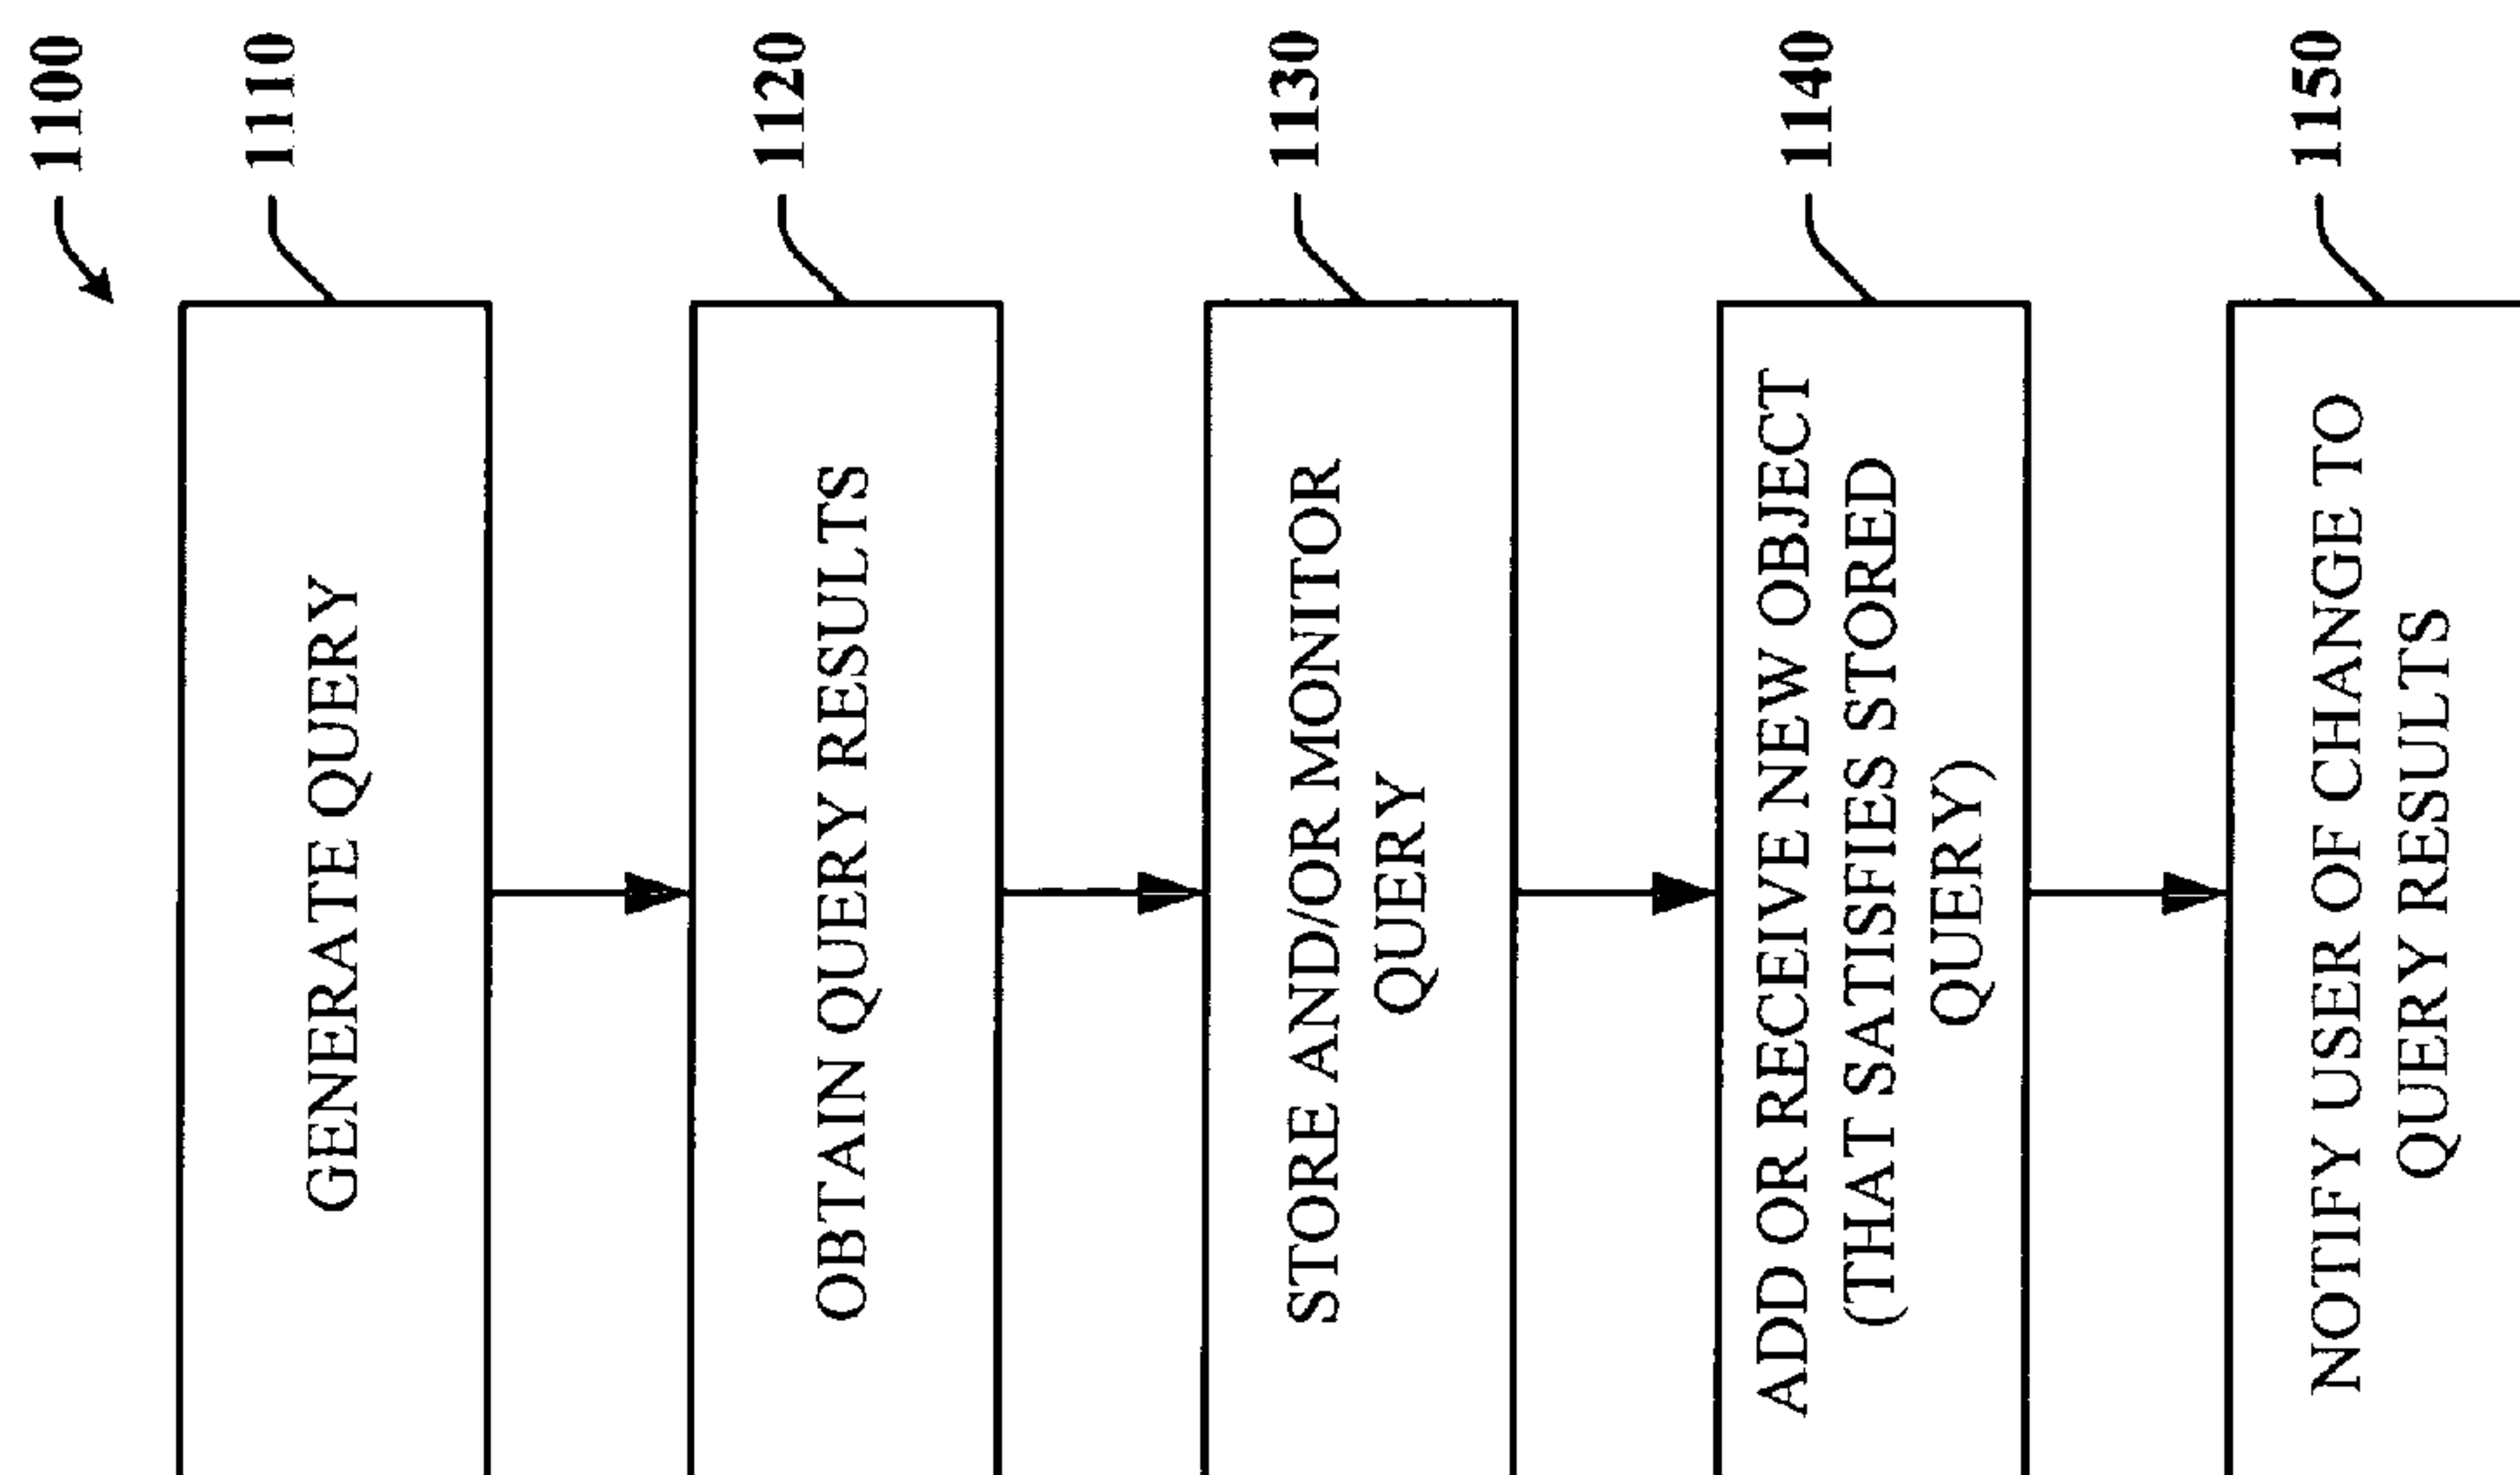 1100
1110
GENERATE QUERY
1120
OBTAIN QUERY RESULTS
1130
STORE AND/OR MONITOR
QUERY
1140
ADD OR RECEIVE NEW OBJECT
(THAT SATISFIES STORED
QUERY)
1150
NOTIFY USER OF CHANGE TO
QUERY RESULTS